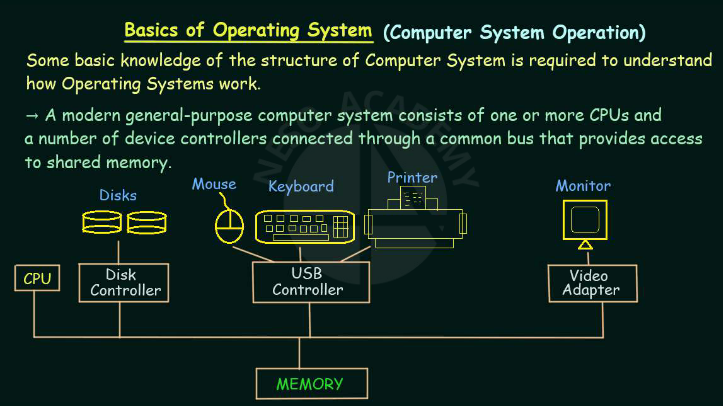 Basics of Operating System (Computer System Operation)
Some basic knowledge of the structure of Computer System is required to understand
how Operating Systems work.
→ A modern general-purpose computer system consists of one or more CPUs and
a number of device controllers connected through a common bus that provides access
to shared memory.
NESO ACADEMY
Disks
Mouse
Keyboard
Printer
Monitor
CPU
Disk
Controller
USB
Controller
Video
Adapter
MEMORY